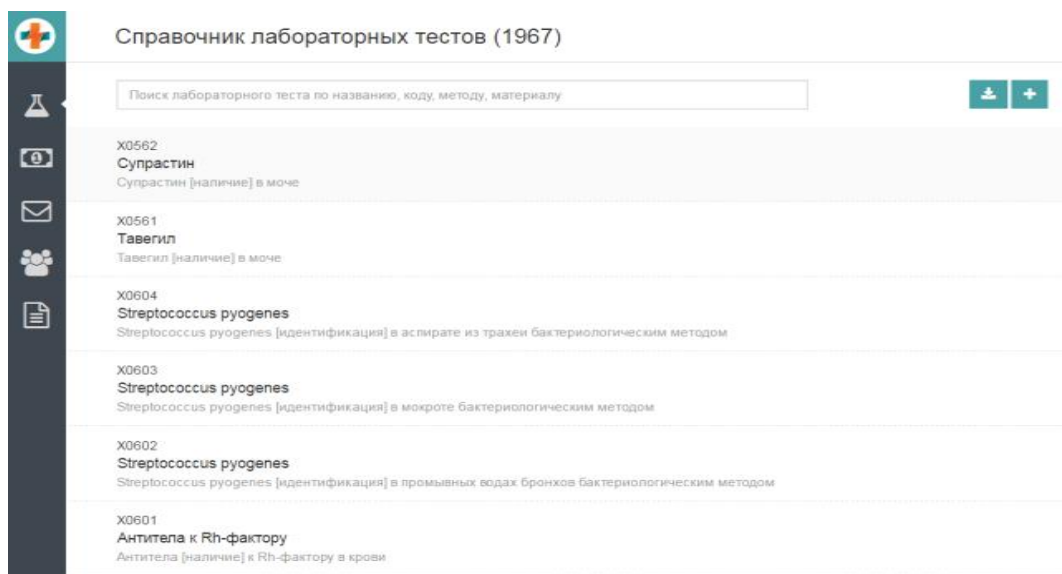 Справочник лабораторных тестов (1967)
Поиск лабораторного теста по названию, коду, методу, материалу
X0562
Супрастин
Супрастин [наличие] в моче
X0561
Тавегил
Тавегил [наличие] в моче
X0604
Streptococcus pyogenes
Streptococcus pyogenes [идентификация] в аспирате из трахеи бактериологическим методом
X0603
Streptococcus pyogenes
Streptococcus pyogenes [идентификация] в мокроте бактериологическим методом
X0602
Streptococcus pyogenes
Streptococcus pyogenes [идентификация] в промывных водах бронхов бактериологическим методом
X0601
Антитела к Rh-фактору
Антитела [наличие] к Rh-фактору в крови